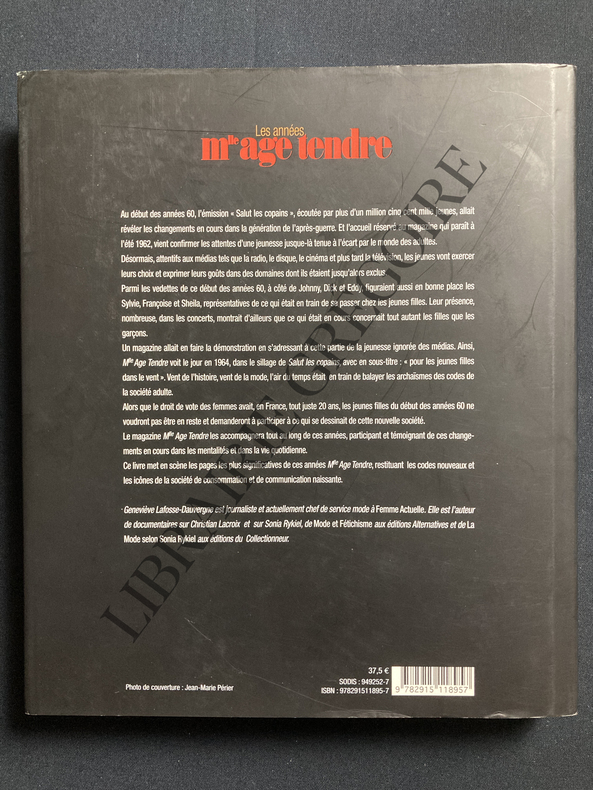 Les années
Mlle age tendre
Au début des années 60, l'émission « Salut les copains », écoutée par plus d'un million cinq cent mille jeunes, allait
révéler les changements en cours dans la génération de l'après-guerre. Et l'accueil réservé au magazine qui paraît à
l'été 1962, vient confirmer les attentes d'une jeunesse jusque-là tenue à l'écart par le monde des adultes.
Désormais, attentifs aux médias tels que la radio, le disque, le cinéma et plus tard la télévision, les jeunes vont exercer
leurs choix et exprimer leurs goûts dans des domaines dont ils étaient jusqu'alors exclus.
Parmi les vedettes de ce début des années 60, à côté de Johnny, Dick et Eddy, figuraient aussi en bonne place les
Sylvie, Françoise et Sheila, représentatives de ce qui était en train de se passer chez les jeunes filles. Leur présence,
nombreuse, dans les concerts, montrait d'ailleurs que ce qui était en cours concernait tout autant les filles que les
garçons.
Un magazine allait en faire la démonstration en s'adressant à cette partie de la jeunesse ignorée des médias. Ainsi,
Mlle Age Tendre voit le jour en 1964, dans le sillage de Salut les copains, avec en sous-titre : « pour les jeunes filles
dans le vent ». Vent de l'histoire, vent de la mode, l'air du temps était en train de balayer les archaïsmes des codes de
la société adulte.
Alors que le droit de vote des femmes avait, en France, tout juste 20 ans, les jeunes filles du début des années 60 ne
voudront pas être en reste et demanderont à participer à ce qui se dessinait de cette nouvelle société.
Le magazine Mlle Age Tendre les accompagnera tout au long de ces années, participant et témoignant de ces change-
ments en cours dans les mentalités et dans la vie quotidienne.
Ce livre met en scène les pages les plus significatives de ces années Mlle Age Tendre, restituant les codes nouveaux et
les icônes de la société de consommation et de communication naissante.
Geneviève Lafosse-Dauvergne est journaliste et actuellement chef de service mode à Femme Actuelle. Elle est l'auteur
de documentaires sur Christian Lacroix et sur Sonia Rykiel, de Mode et Fétichisme aux éditions Alternatives et de La
Mode selon Sonia Rykiel aux éditions du Collectionneur.
LIBRAIRIE GREGOIRE
37,5 €
SODIS : 949252-7
Photo de couverture : Jean-Marie Périer
ISBN : 978291511895-7
9 782915 118957